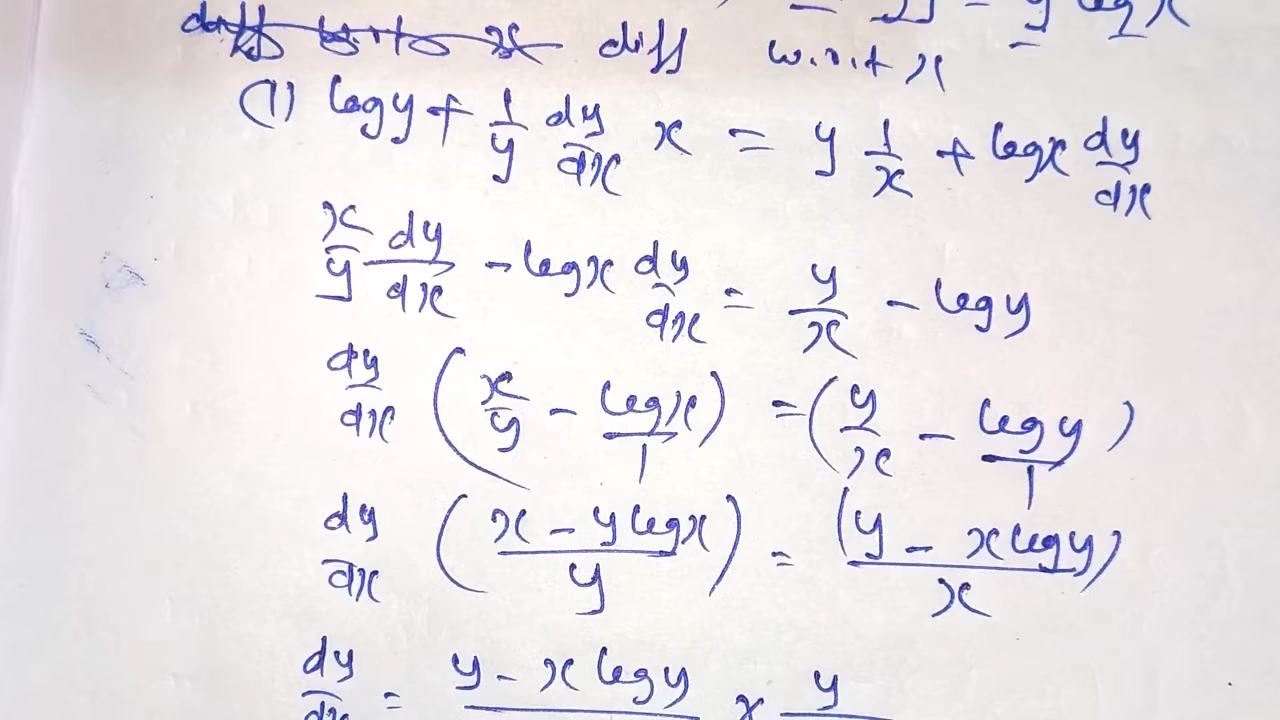 = y log x
diff w.r.t x
(1) log y + 1/y dy/dx x = y 1/x + log x dy/dx
x/y dy/dx - log x dy/dx = y/x - log y
dy/dx ( x/y - log x/1 ) = ( y/x - log y/1 )
dy/dx ( x - y log x / y ) = ( y - x log y ) / x
dy/dx = y - x log y × y